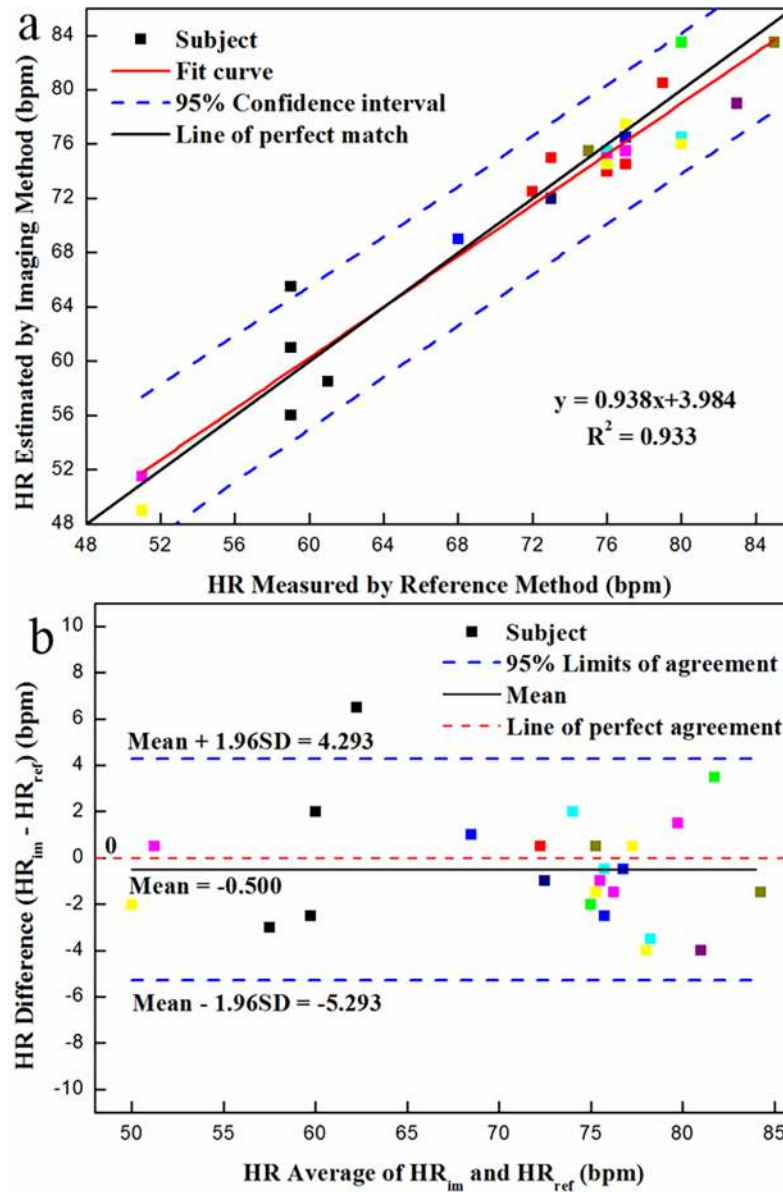 a
Subject
Fit curve
95% Confidence interval
Line of perfect match
84
80
76
72
68
64
60
56
52
48
HR Estimated by Imaging Method (bpm)
y = 0.938x+3.984
R² = 0.933
48 52 56 60 64 68 72 76 80 84
HR Measured by Reference Method (bpm)
b
Subject
95% Limits of agreement
Mean
Line of perfect agreement
10
8
6
4
2
0
-2
-4
-6
-8
-10
HR Difference (HR_im - HR_ref) (bpm)
Mean + 1.96SD = 4.293
0
Mean = -0.500
Mean - 1.96SD = -5.293
50 55 60 65 70 75 80 85
HR Average of HR_im and HR_ref (bpm)